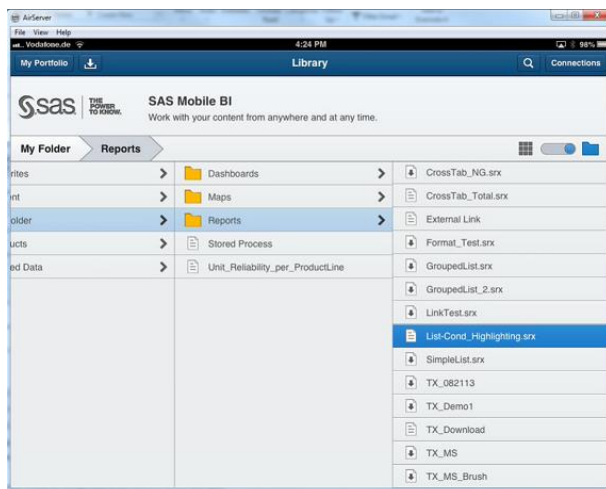 AirServer
File View Help
Vodafone.de
4:24 PM
98%
My Portfolio
Library
Connections
sas THE POWER TO KNOW.
SAS Mobile BI
Work with your content from anywhere and at any time.
My Folder
Reports
rites
nt
older
ucts
ed Data
Dashboards
Maps
Reports
Stored Process
Unit_Reliability_per_ProductLine
CrossTab_NG.srx
CrossTab_Total.srx
External Link
Format_Test.srx
GroupedList.srx
GroupedList_2.srx
LinkTest.srx
List-Cond_Highlighting.srx
SimpleList.srx
TX_082113
TX_Demo1
TX_Download
TX_MS
TX_MS_Brush